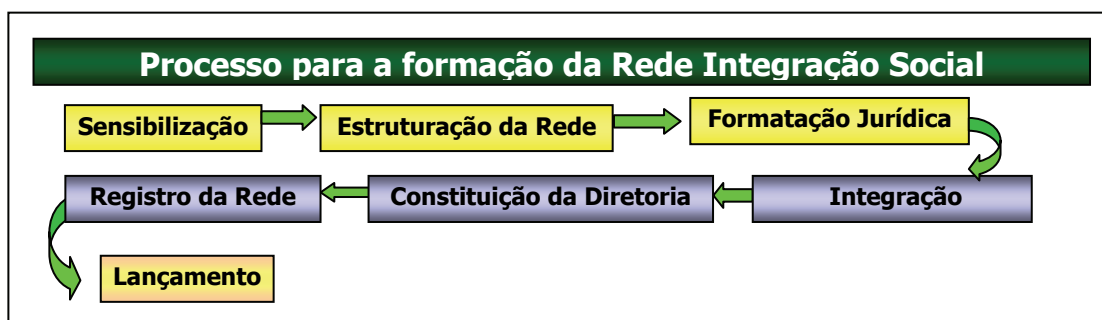 Processo para a formação da Rede Integração Social
Sensibilização
Estruturação da Rede
Formatação Jurídica
Integração
Constituição da Diretoria
Registro da Rede
Lançamento